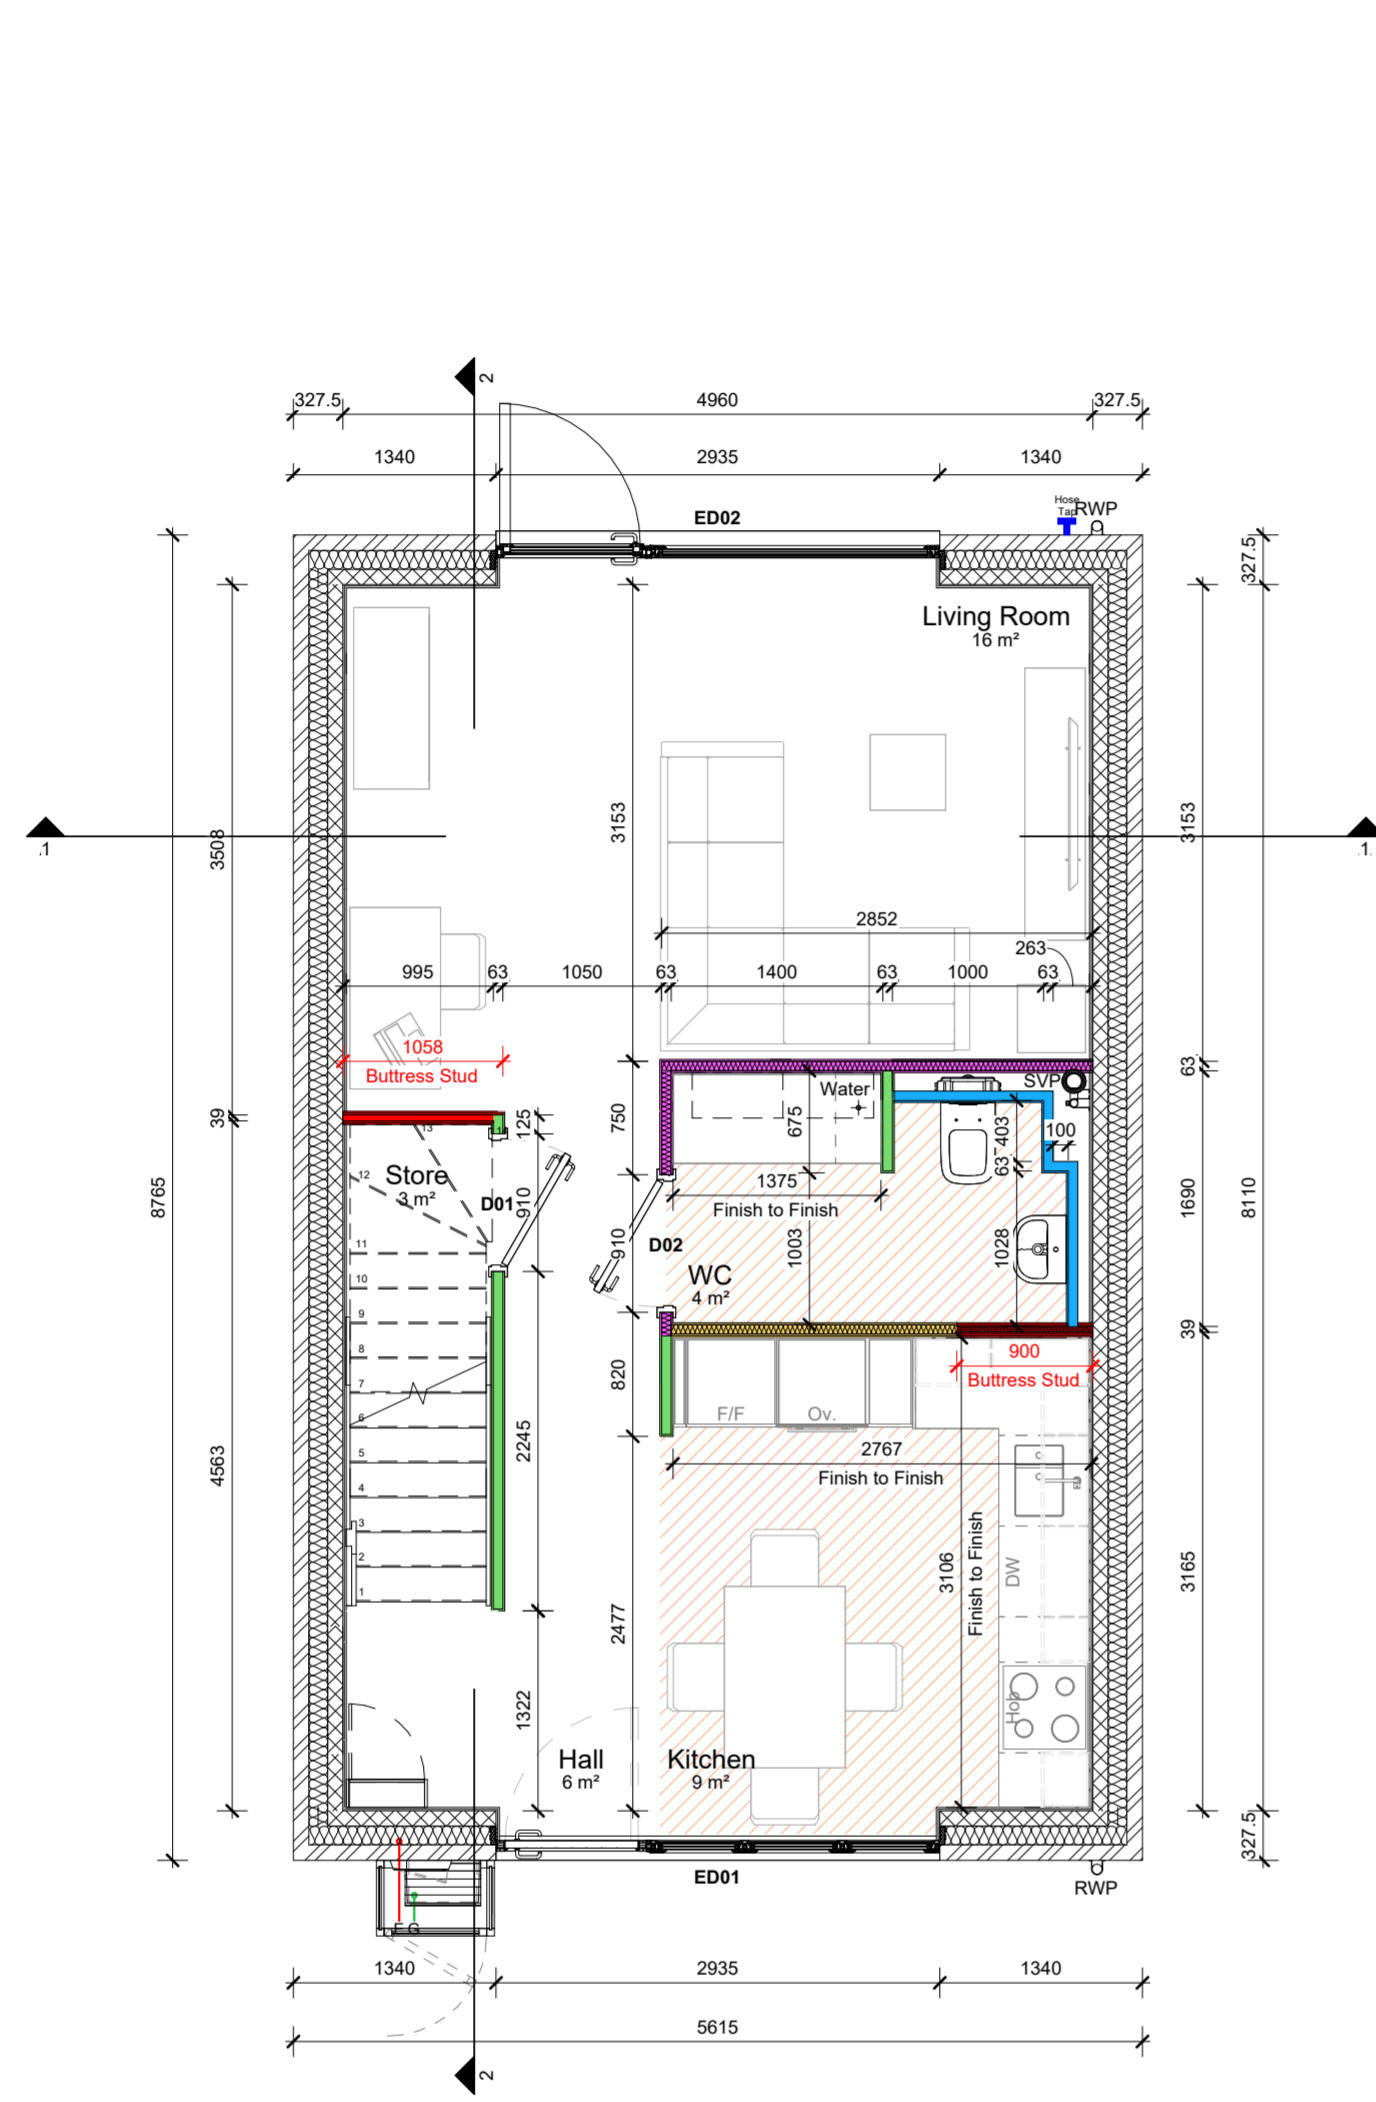 2
327.5
4960
327.5
1340
2935
1340
ED02
Hose
Tap
RWP
327.5
Living Room
16 m²
3508
3153
3153
.1
.1
2852
263
995
63
1050
63
1400
63
1000
63
1058
Buttress Stud
39
125
750
Water
675
SVP
403
100
63
63
13
1
12
Store
3 m²
D01
910
1375
Finish to Finish
8765
1690
8110
910
D02
1003
1028
WC
4 m²
11
10
9
8
7
6
5
4
3
2
1
39
900
Buttress Stud
820
F/F
Ov.
2767
Finish to Finish
4563
2245
3106
Finish to Finish
DW
3165
2477
1322
Hob
Hall
6 m²
Kitchen
9 m²
327.5
ED01
RWP
E G
1340
2935
1340
5615
2